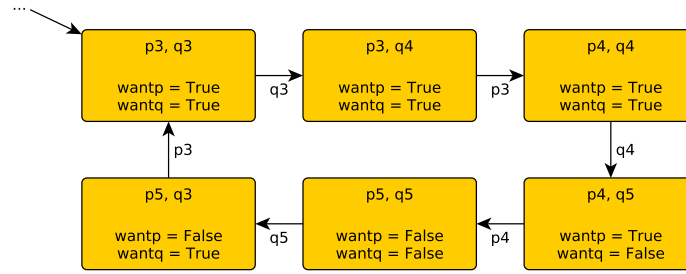 ...
p3, q3
wantp = True
wantq = True
q3
p3, q4
wantp = True
wantq = True
p3
p4, q4
wantp = True
wantq = True
p3
q4
p5, q3
wantp = False
wantq = True
q5
p5, q5
wantp = False
wantq = False
p4
p4, q5
wantp = True
wantq = False